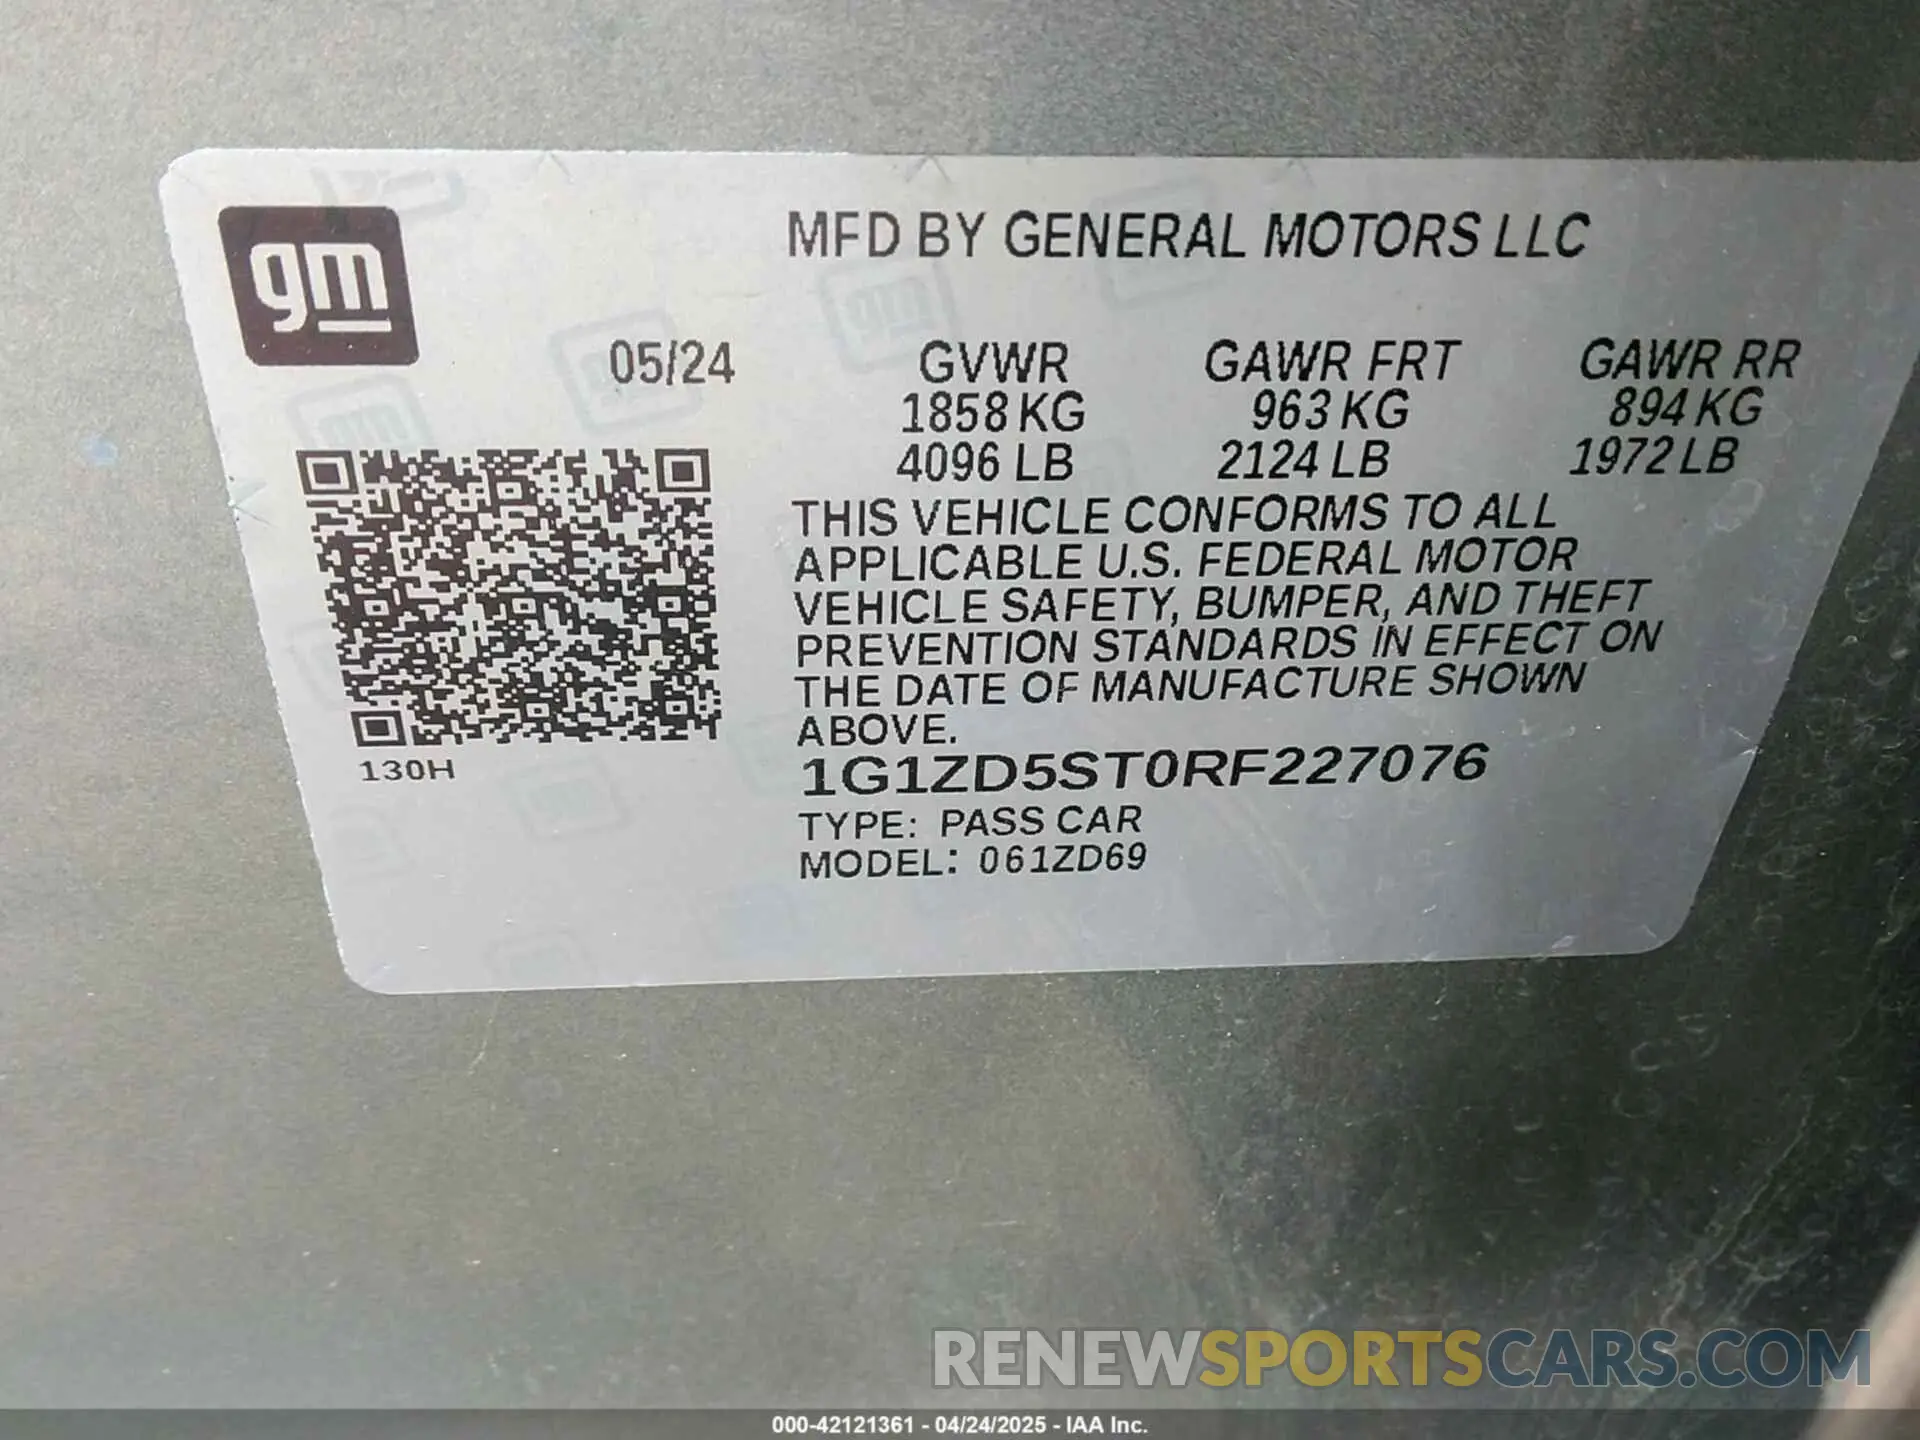 gm
MFD BY GENERAL MOTORS LLC
05/24
GVWR GAWR FRT GAWR RR
1858 KG 963 KG 894 KG
4096 LB 2124 LB 1972 LB
THIS VEHICLE CONFORMS TO ALL
APPLICABLE U.S. FEDERAL MOTOR
VEHICLE SAFETY, BUMPER, AND THEFT
PREVENTION STANDARDS IN EFFECT ON
THE DATE OF MANUFACTURE SHOWN
ABOVE.
130H
1G1ZD5ST0RF227076
TYPE: PASS CAR
MODEL: 061ZD69
RENEWSPORTSCARS.COM
000-42121361 - 04/24/2025 - IAA Inc.